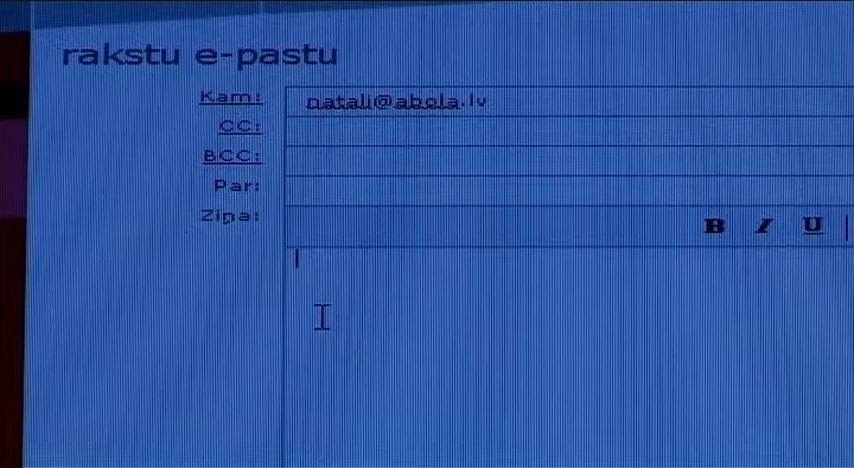 rakstu e-pastu
Kam: natali@abola.lv
CC:
BCC:
Par:
Ziņa:
B I U